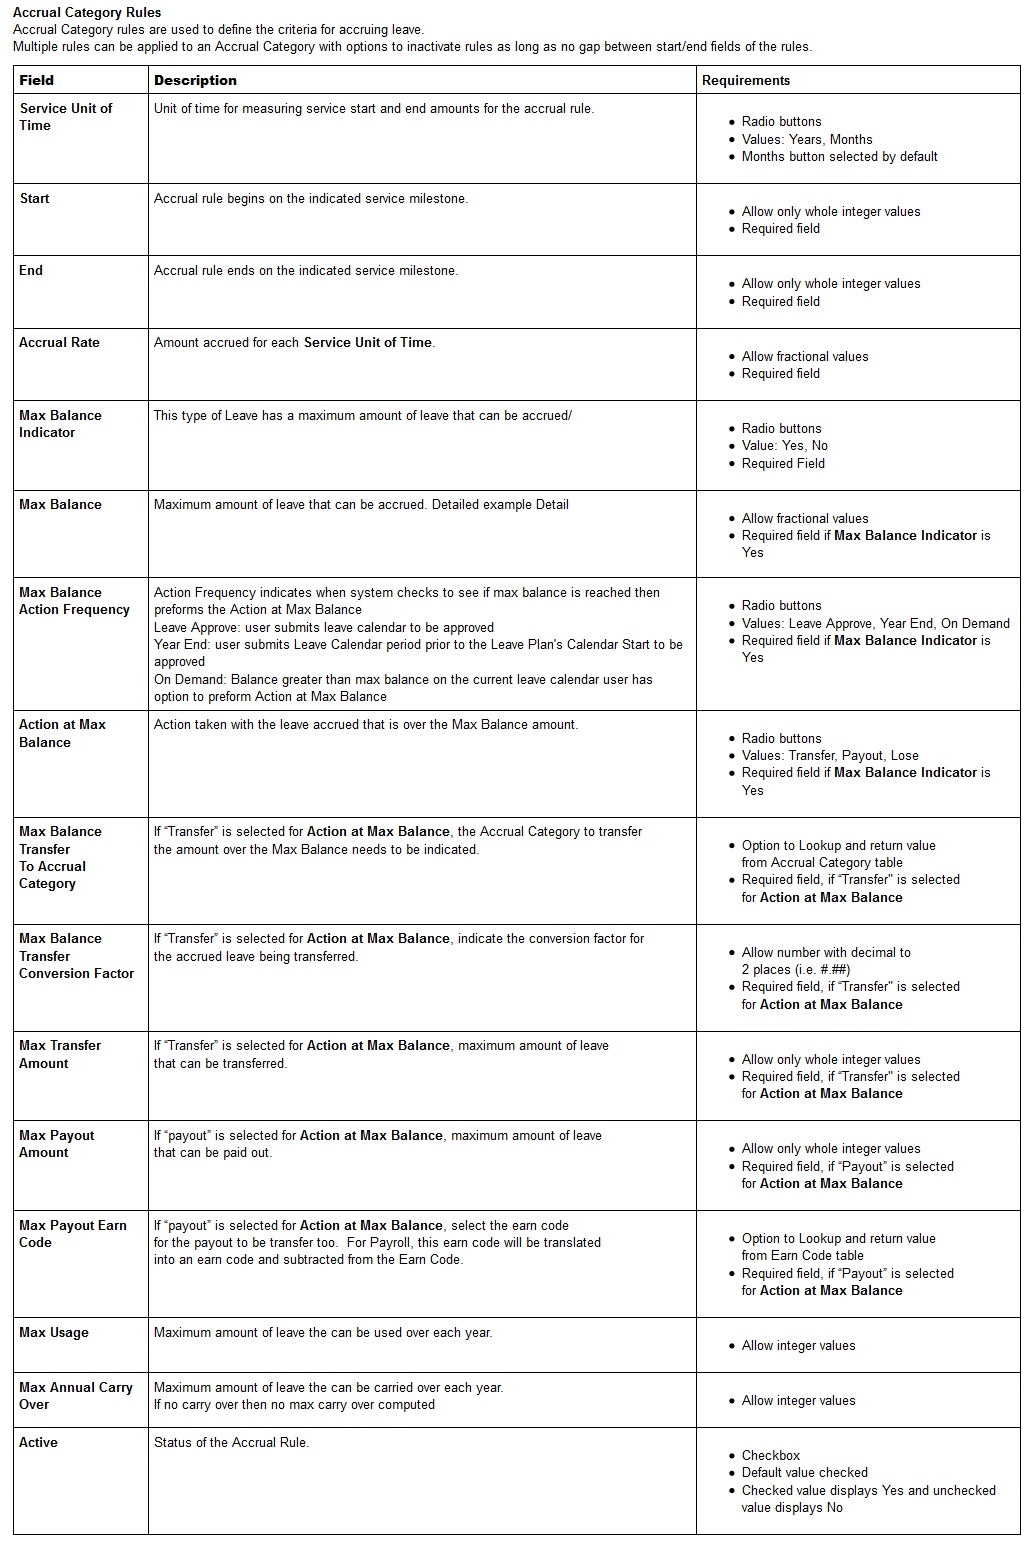 Accrual Category Rules
Accrual Category rules are used to define the criteria for accruing leave.
Multiple rules can be applied to an Accrual Category with options to inactivate rules as long as no gap between start/end fields of the rules.
Field
Description
Requirements
Service Unit of
Time
Unit of time for measuring service start and end amounts for the accrual rule.
• Radio buttons
• Values: Years, Months
• Months button selected by default
Start
Accrual rule begins on the indicated service milestone.
• Allow only whole integer values
• Required field
End
Accrual rule ends on the indicated service milestone.
• Allow only whole integer values
• Required field
Accrual Rate
Amount accrued for each Service Unit of Time.
• Allow fractional values
• Required field
Max Balance
Indicator
This type of Leave has a maximum amount of leave that can be accrued/
• Radio buttons
• Value: Yes, No
• Required Field
Max Balance
Maximum amount of leave that can be accrued. Detailed example Detail
• Allow fractional values
• Required field if Max Balance Indicator is
Yes
Max Balance
Action Frequency
Action Frequency indicates when system checks to see if max balance is reached then
preforms the Action at Max Balance
Leave Approve: user submits leave calendar to be approved
Year End: user submits Leave Calendar period prior to the Leave Plan's Calendar Start to be
approved
On Demand: Balance greater than max balance on the current leave calendar user has
option to preform Action at Max Balance
• Radio buttons
• Values: Leave Approve, Year End, On Demand
• Required field if Max Balance Indicator is
Yes
Action at Max
Balance
Action taken with the leave accrued that is over the Max Balance amount.
• Radio buttons
• Values: Transfer, Payout, Lose
• Required field if Max Balance Indicator is
Yes
Max Balance
Transfer
To Accrual
Category
If “Transfer” is selected for Action at Max Balance, the Accrual Category to transfer
the amount over the Max Balance needs to be indicated.
• Option to Lookup and return value
from Accrual Category table
• Required field, if “Transfer” is selected
for Action at Max Balance
Max Balance
Transfer
Conversion Factor
If “Transfer” is selected for Action at Max Balance, indicate the conversion factor for
the accrued leave being transferred.
• Allow number with decimal to
2 places (i.e. #.##)
• Required field, if “Transfer” is selected
for Action at Max Balance
Max Transfer
Amount
If “Transfer” is selected for Action at Max Balance, maximum amount of leave
that can be transferred.
• Allow only whole integer values
• Required field, if “Transfer” is selected
for Action at Max Balance
Max Payout
Amount
If “payout” is selected for Action at Max Balance, maximum amount of leave
that can be paid out.
• Allow only whole integer values
• Required field, if “Payout” is selected
for Action at Max Balance
Max Payout Earn
Code
If “payout” is selected for Action at Max Balance, select the earn code
for the payout to be transfer too.  For Payroll, this earn code will be translated
into an earn code and subtracted from the Earn Code.
• Option to Lookup and return value
from Earn Code table
• Required field, if “Payout” is selected
for Action at Max Balance
Max Usage
Maximum amount of leave the can be used over each year.
• Allow integer values
Max Annual Carry
Over
Maximum amount of leave the can be carried over each year.
If no carry over then no max carry over computed
• Allow integer values
Active
Status of the Accrual Rule.
• Checkbox
• Default value checked
• Checked value displays Yes and unchecked
value displays No